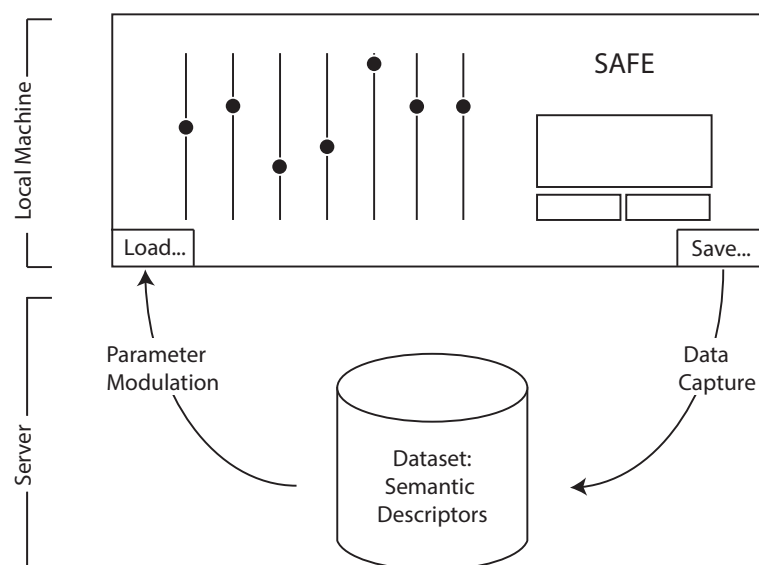 Local Machine
SAFE
Load...
Save...
Server
Parameter
Modulation
Data
Capture
Dataset:
Semantic
Descriptors